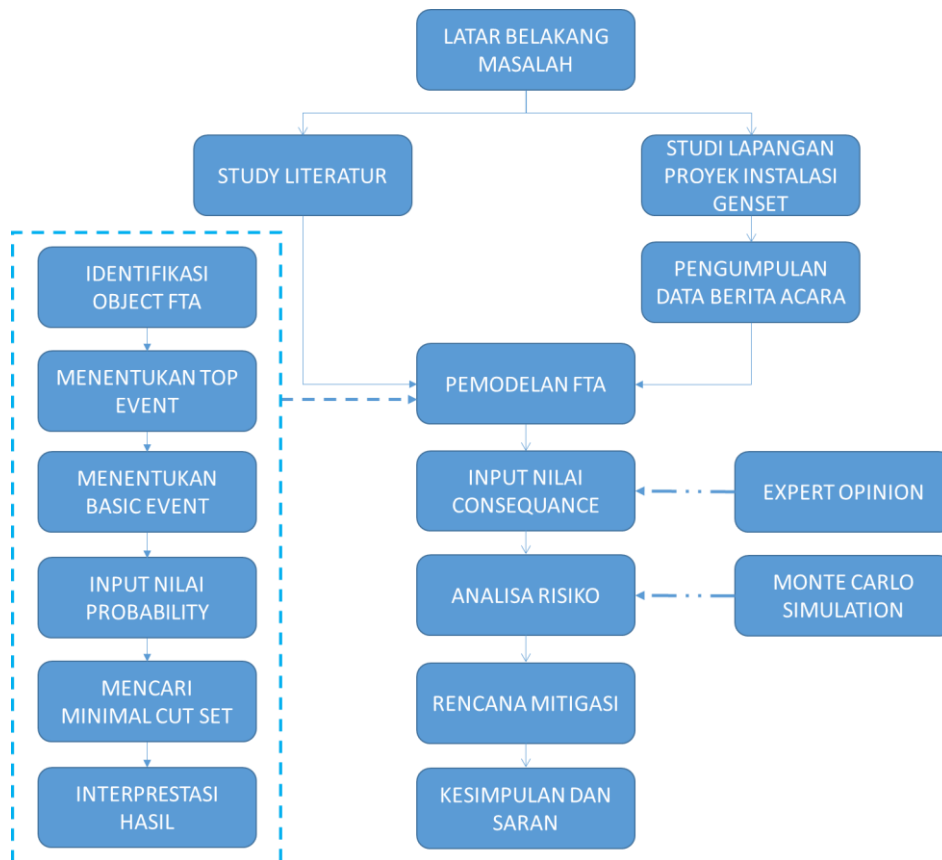 LATAR BELAKANG
MASALAH
STUDY LITERATUR
STUDI LAPANGAN
PROYEK INSTALASI
GENSET
PENGUMPULAN
DATA BERITA ACARA
IDENTIFIKASI
OBJECT FTA
MENENTUKAN TOP
EVENT
MENENTUKAN
BASIC EVENT
INPUT NILAI
PROBABILITY
MENCARI
MINIMAL CUT SET
INTERPRESTASI
HASIL
PEMODELAN FTA
INPUT NILAI
CONSEQUANCE
EXPERT OPINION
ANALISA RISIKO
MONTE CARLO
SIMULATION
RENCANA MITIGASI
KESIMPULAN DAN
SARAN